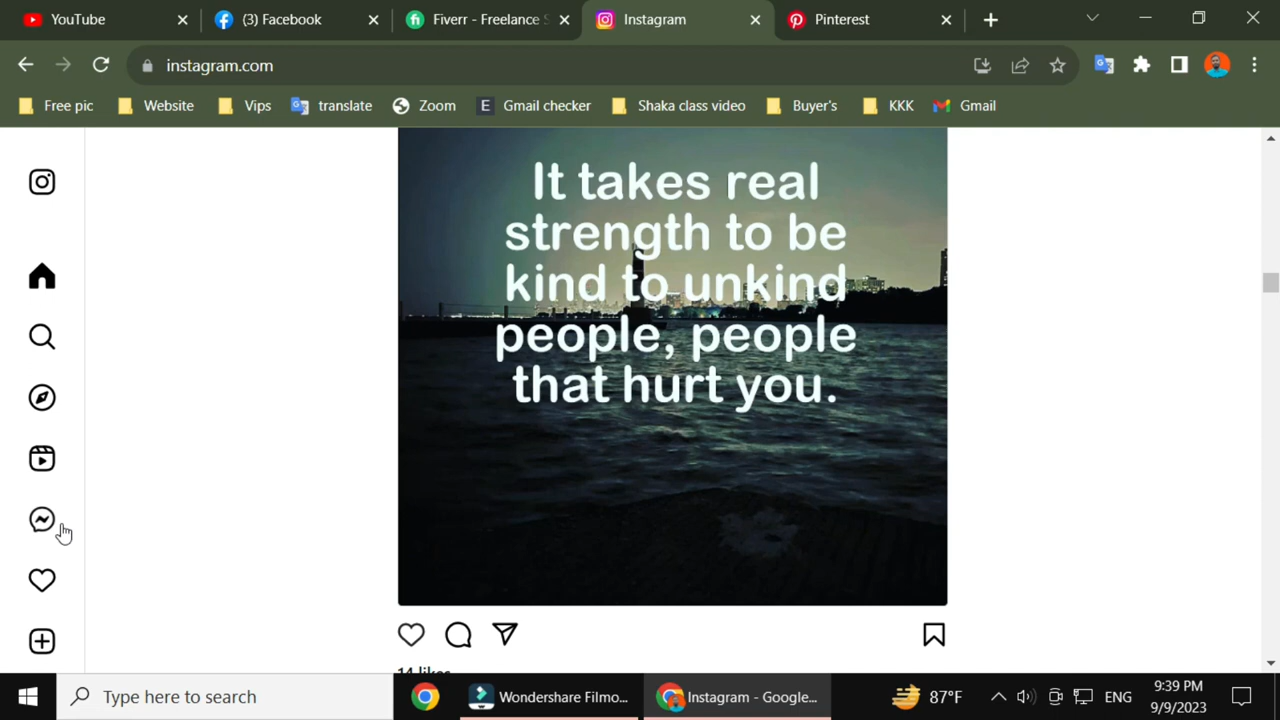 YouTube
(3) Facebook
Fiverr - Freelance S
Instagram
Pinterest
instagram.com
Free pic
Website
Vips
translate
Zoom
E
Gmail checker
Shaka class video
Buyer's
KKK
Gmail
It takes real
strength to be
kind to unkind
people, people
that hurt you.
14 likes
Type here to search
Wondershare Filmo...
Instagram - Google...
87°F
ENG
9:39 PM
9/9/2023